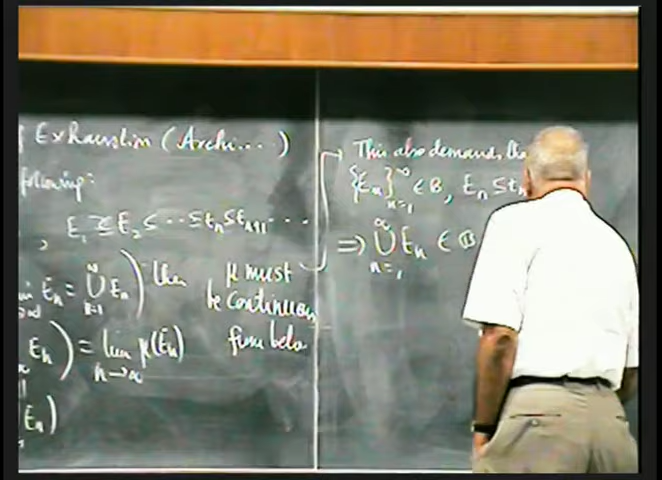 f Exhaustion (Archi...)
following:
, E₁ ⊆ E₂ ⊆ ... ⊆ Eₙ ⊆ Eₙ₊₁ ...
Eₙ = ⋃_{n=1}^{∞} Eₙ) then μ must
be continuous
from below
Eₙ) = lim_{n→∞} μ(Eₙ)
Eₙ)
This also demands tha
{Eₙ}_{n=1}^{∞} ∈ B, Eₙ ⊆ Eₙ
⇒ ⋃_{n=1}^{∞} Eₙ ∈ B